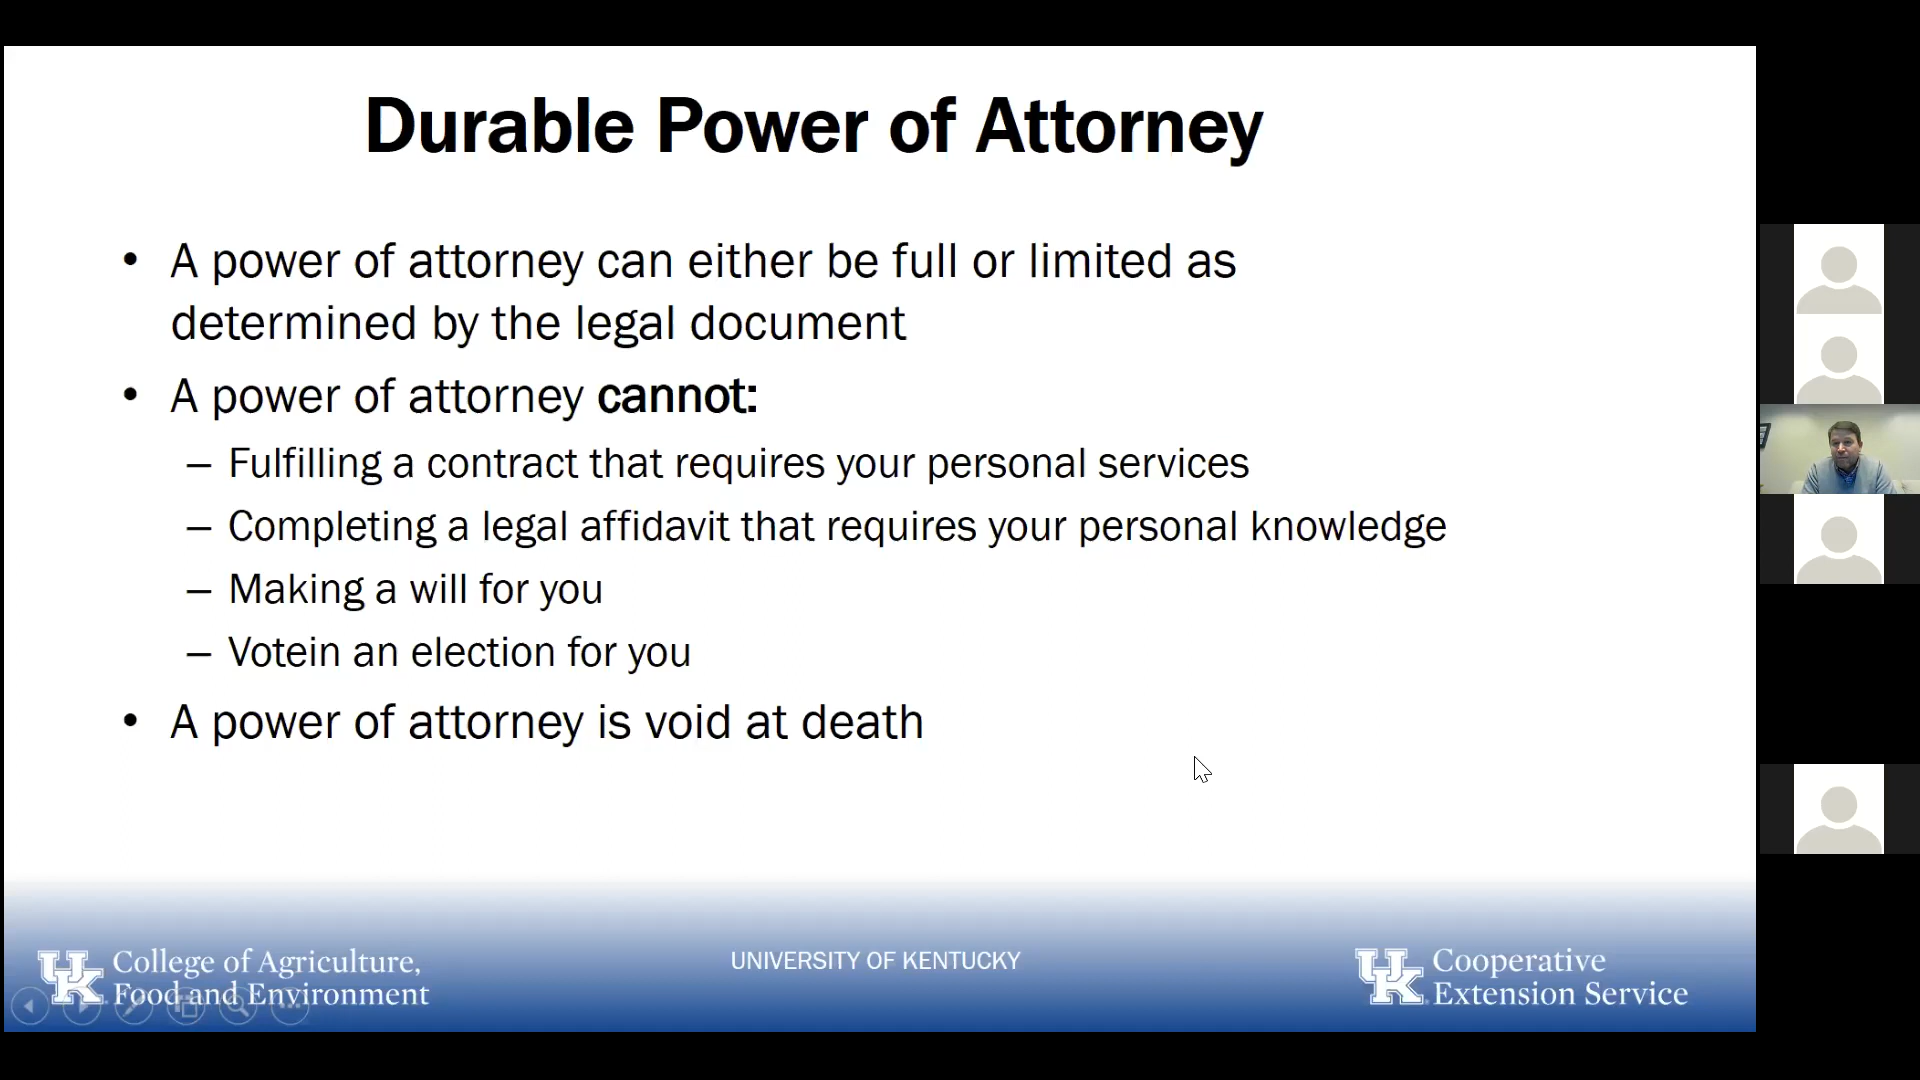 Durable Power of Attorney
• A power of attorney can either be full or limited as
determined by the legal document
• A power of attorney cannot:
– Fulfilling a contract that requires your personal services
– Completing a legal affidavit that requires your personal knowledge
– Making a will for you
– Votein an election for you
• A power of attorney is void at death
UK College of Agriculture,
Food and Environment
UNIVERSITY OF KENTUCKY
UK Cooperative
Extension Service